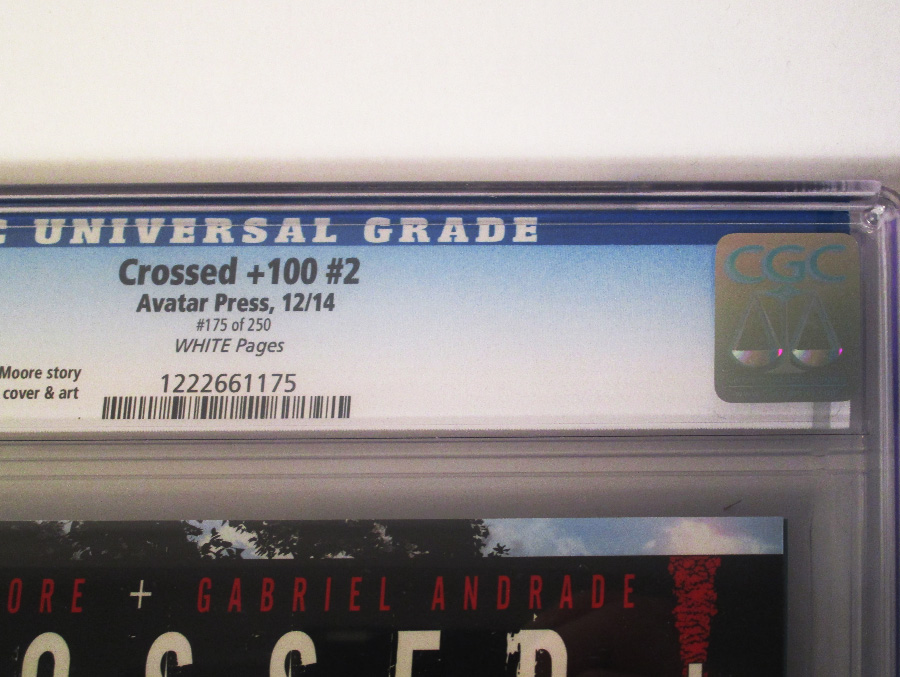 C UNIVERSAL GRADE
CGC
Crossed +100 #2
Avatar Press, 12/14
#175 of 250
WHITE Pages
Moore story
cover & art
1222661175
ORE + GABRIEL ANDRADE
OSSED